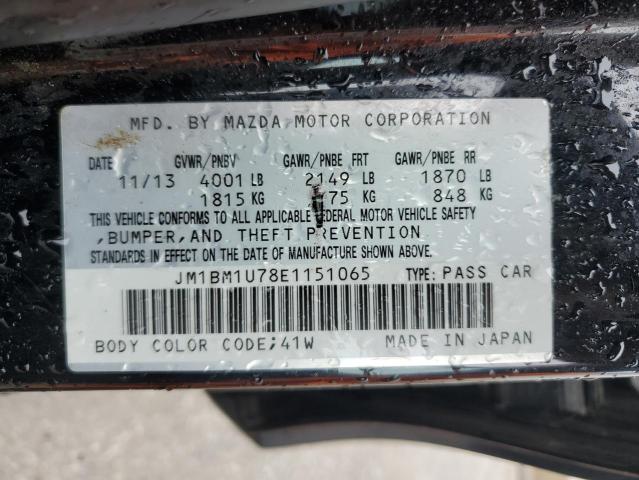 MFD. BY MAZDA MOTOR CORPORATION
DATE GVWR/PNBV GAWR/PNBE FRT GAWR/PNBE RR
11/13 4001 LB 2149 LB 1870 LB
1815 KG 75 KG 848 KG
THIS VEHICLE CONFORMS TO ALL APPLICABLE FEDERAL MOTOR VEHICLE SAFETY
,BUMPER,AND THEFT PREVENTION
STANDARDS IN EFFECT ON THE DATE OF MANUFACTURE SHOWN ABOVE.
JM1BM1U78E1151065 TYPE: PASS CAR
BODY COLOR CODE;41W MADE IN JAPAN